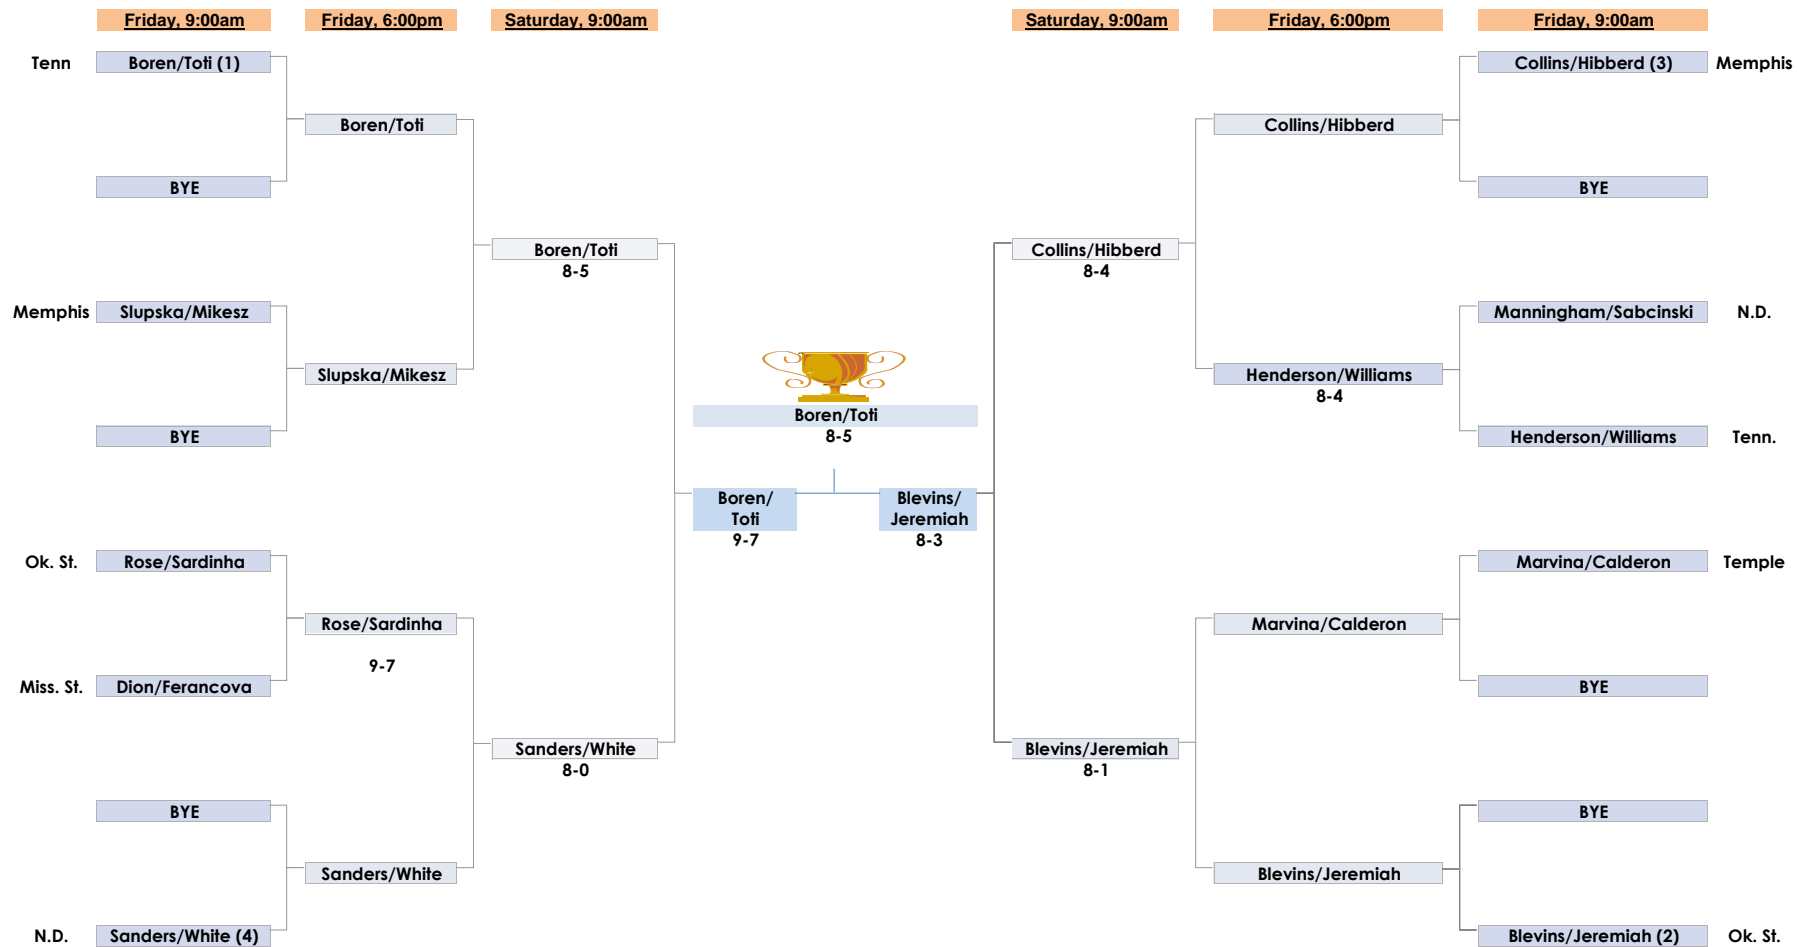 Friday, 9:00am Friday, 6:00pm Saturday, 9:00am Saturday, 9:00am Friday, 6:00pm Friday, 9:00am
Tenn Boren/Toti (1) Collins/Hibberd (3) Memphis
Boren/Toti Collins/Hibberd
BYE BYE
Boren/Toti Collins/Hibberd
8-5 8-4
Memphis Slupska/Mikesz Manningham/Sabcinski N.D.
Slupska/Mikesz Henderson/Williams
8-4
Boren/Toti
BYE 8-5 Henderson/Williams Tenn.
Boren/ Blevins/
Toti Jeremiah
9-7 8-3
Ok. St. Rose/Sardinha Marvina/Calderon Temple
Rose/Sardinha Marvina/Calderon
9-7
Miss. St. Dion/Ferancova BYE
Sanders/White Blevins/Jeremiah
8-0 8-1
BYE BYE
Sanders/White Blevins/Jeremiah
N.D. Sanders/White (4) Blevins/Jeremiah (2) Ok. St.